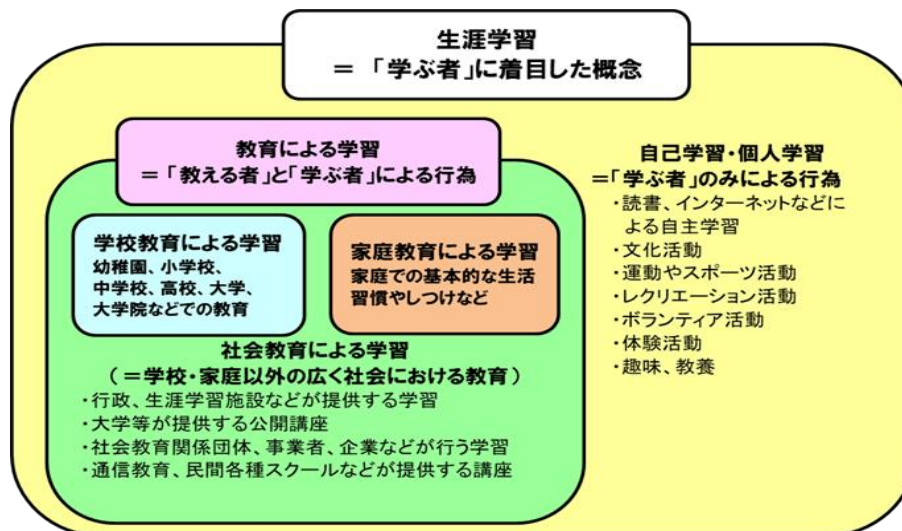 生涯学習
＝ 「学ぶ者」に着目した概念
教育による学習
＝「教える者」と「学ぶ者」による行為
学校教育による学習
幼稚園、小学校、
中学校、高校、大学、
大学院などでの教育
家庭教育による学習
家庭での基本的な生活
習慣やしつけなど
社会教育による学習
（＝学校・家庭以外の広く社会における教育）
・行政、生涯学習施設などが提供する学習
・大学等が提供する公開講座
・社会教育関係団体、事業者、企業などが行う学習
・通信教育、民間各種スクールなどが提供する講座
自己学習・個人学習
＝「学ぶ者」のみによる行為
・読書、インターネットなどに
よる自主学習
・文化活動
・運動やスポーツ活動
・レクリエーション活動
・ボランティア活動
・体験活動
・趣味、教養